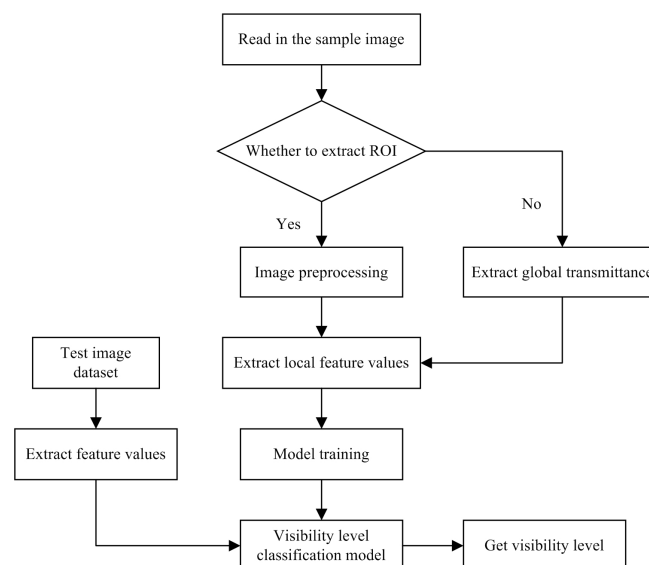 Read in the sample image
Whether to extract ROI
No
Yes
Image preprocessing
Extract global transmittance
Test image
dataset
Extract local feature values
Extract feature values
Model training
Visibility level
classification model
Get visibility level